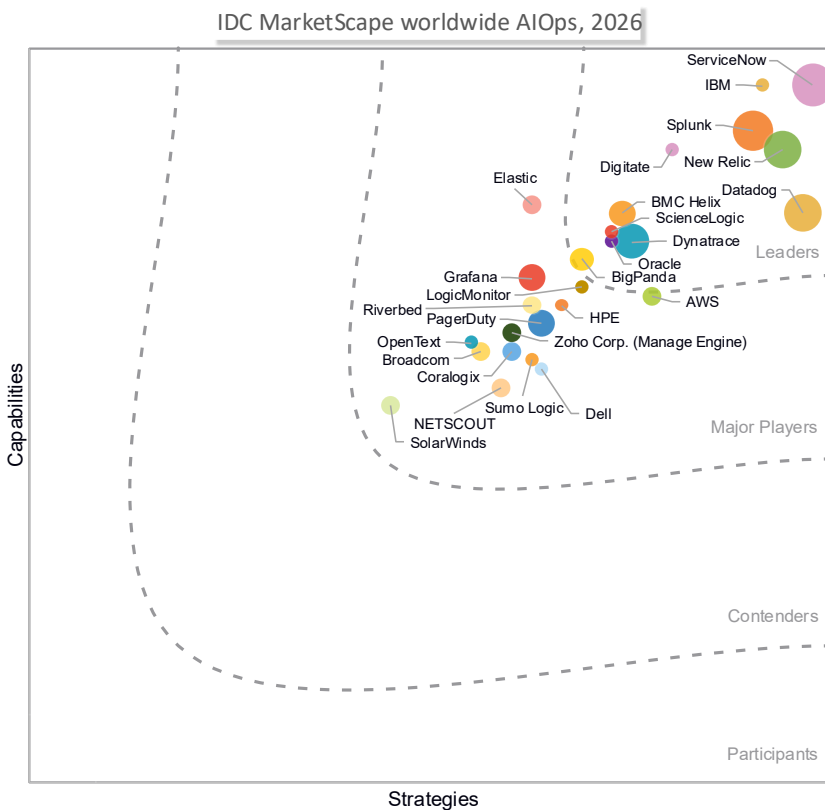 IDC MarketScape worldwide AIOps, 2026
ServiceNow
IBM
Splunk
New Relic
Digitate
Elastic
Datadog
BMC Helix
ScienceLogic
Dynatrace
Leaders
Oracle
BigPanda
Grafana
LogicMonitor
AWS
Riverbed
HPE
PagerDuty
OpenText
Zoho Corp. (Manage Engine)
Broadcom
Coralogix
Sumo Logic
Dell
NETSCOUT
SolarWinds
Major Players
Capabilities
Contenders
Participants
Strategies